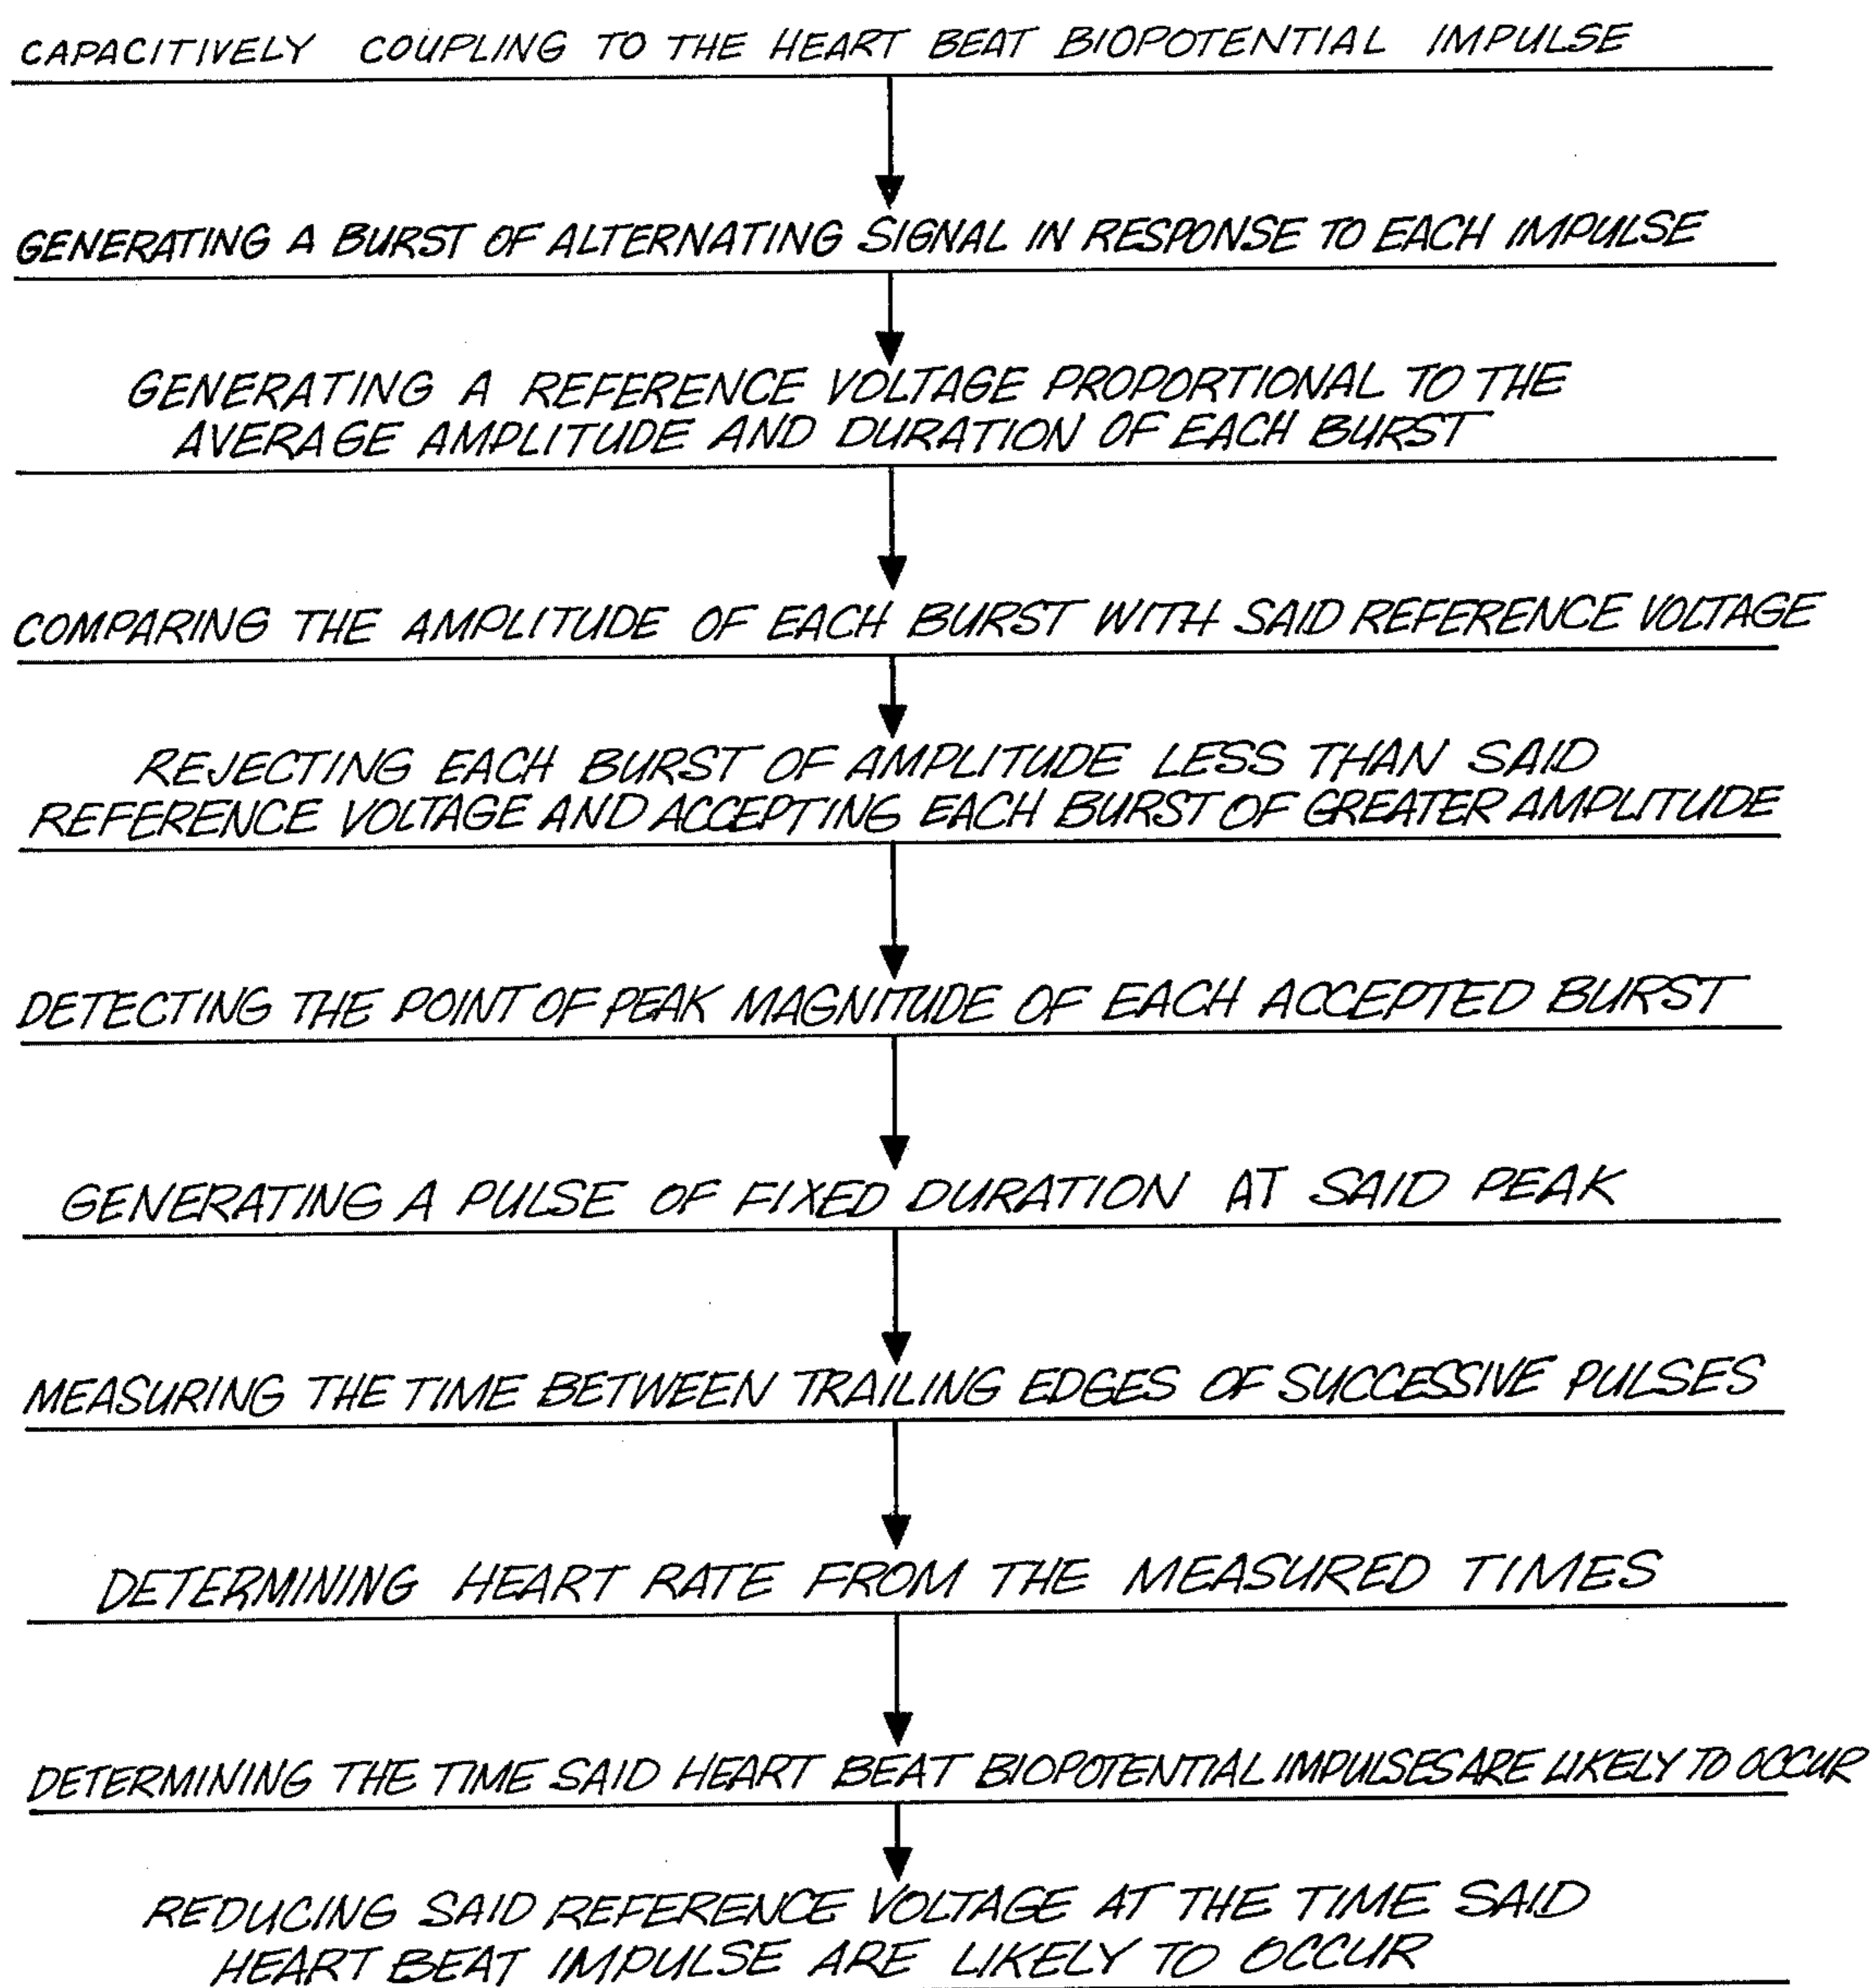 CAPACITIVELY COUPLING TO THE HEART BEAT BIOPOTENTIAL IMPULSE
GENERATING A BURST OF ALTERNATING SIGNAL IN RESPONSE TO EACH IMPULSE
GENERATING A REFERENCE VOLTAGE PROPORTIONAL TO THE
AVERAGE AMPLITUDE AND DURATION OF EACH BURST
COMPARING THE AMPLITUDE OF EACH BURST WITH SAID REFERENCE VOLTAGE
REJECTING EACH BURST OF AMPLITUDE LESS THAN SAID
REFERENCE VOLTAGE AND ACCEPTING EACH BURST OF GREATER AMPLITUDE
DETECTING THE POINT OF PEAK MAGNITUDE OF EACH ACCEPTED BURST
GENERATING A PULSE OF FIXED DURATION AT SAID PEAK
MEASURING THE TIME BETWEEN TRAILING EDGES OF SUCCESSIVE PULSES
DETERMINING HEART RATE FROM THE MEASURED TIMES
DETERMINING THE TIME SAID HEART BEAT BIOPOTENTIAL IMPULSES ARE LIKELY TO OCCUR
REDUCING SAID REFERENCE VOLTAGE AT THE TIME SAID
HEART BEAT IMPULSE ARE LIKELY TO OCCUR